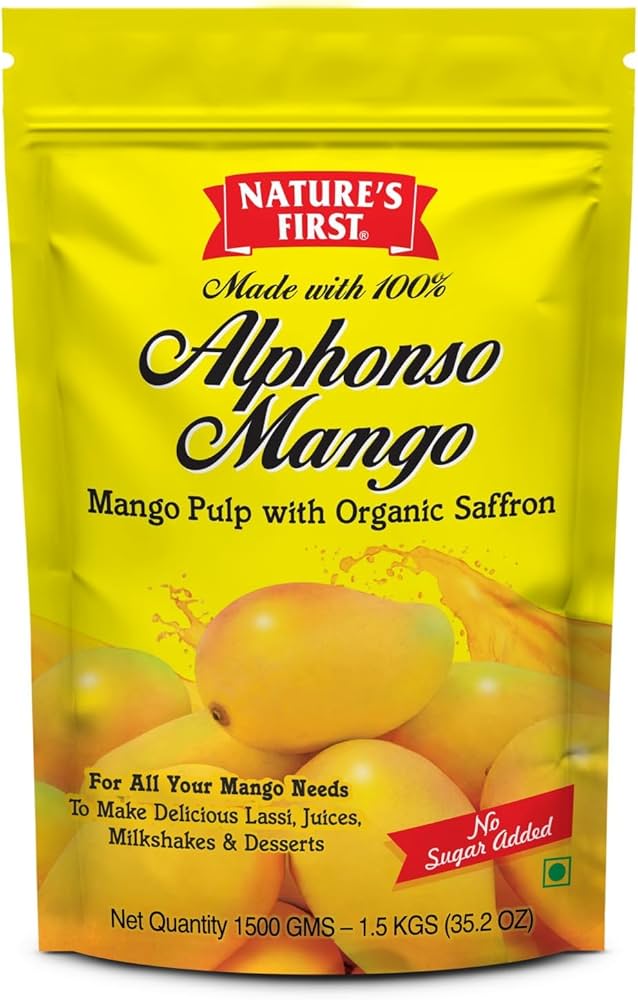 NATURE'S
FIRST®
Made with 100%
Alphonso
Mango
Mango Pulp with Organic Saffron
For All Your Mango Needs
To Make Delicious Lassi, Juices,
Milkshakes & Desserts
No
Sugar Added
Net Quantity 1500 GMS – 1.5 KGS (35.2 OZ)